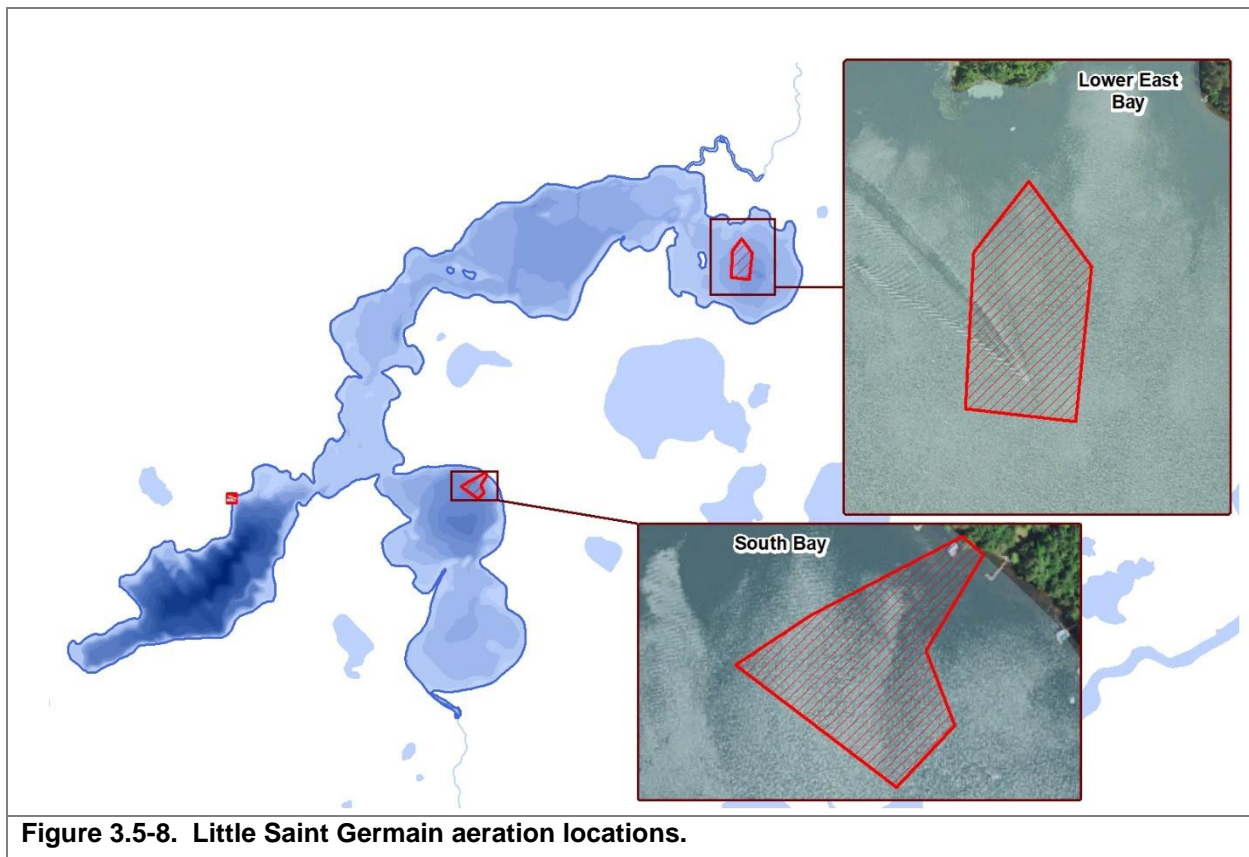 Lower East
Bay
South Bay
Figure 3.5-8. Little Saint Germain aeration locations.